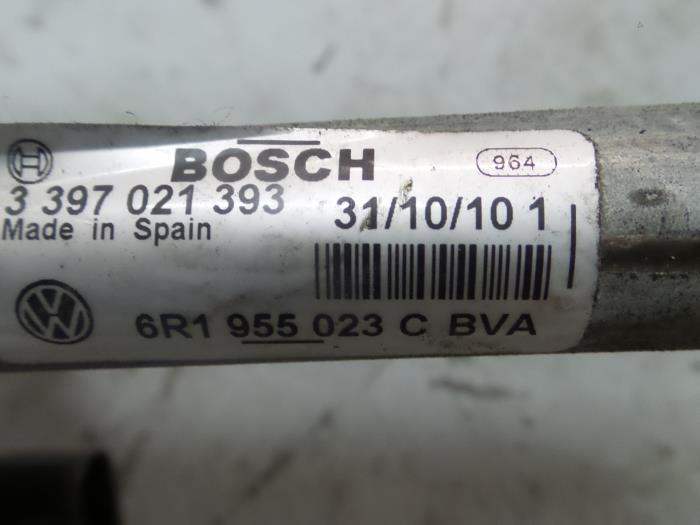 BOSCH
964
3 397 021 393
31/10/10 1
Made in Spain
6R1 955 023 C BVA